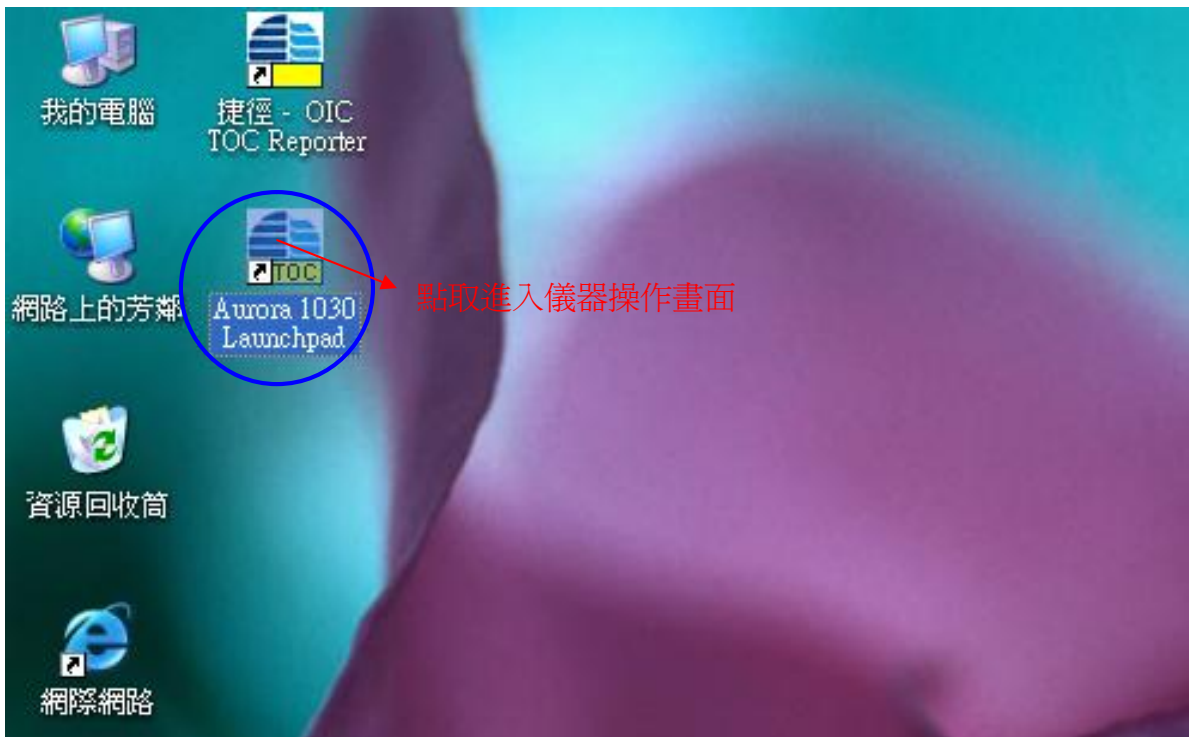 我的電腦
捷徑 - OIC
TOC Reporter
網路上的芳鄰
TOC
Aurora 1030
Launchpad
點取進入儀器操作畫面
資源回收筒
網際網路